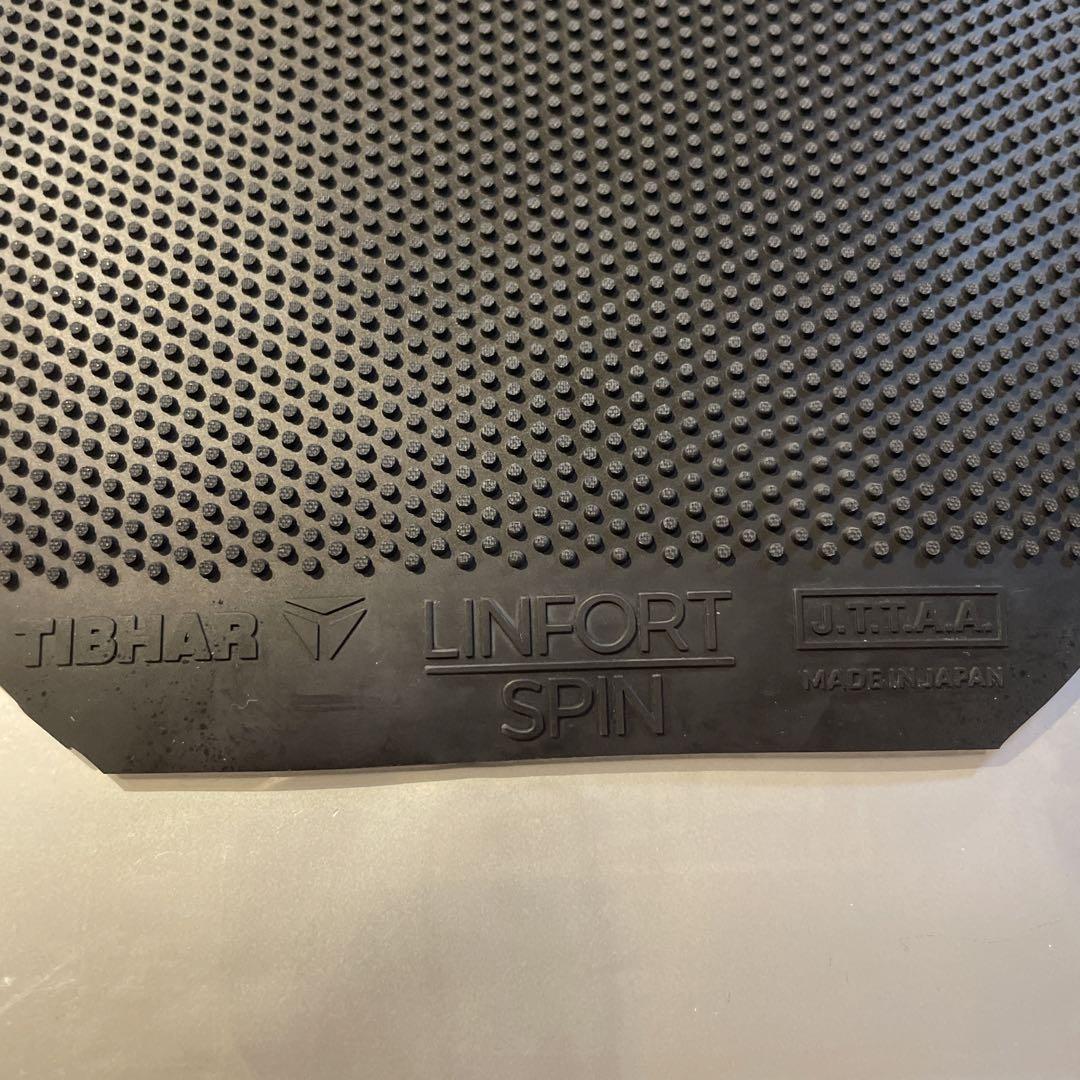 TIBHAR
LINFORT
SPIN
J.T.T.A.A.
MADE IN JAPAN